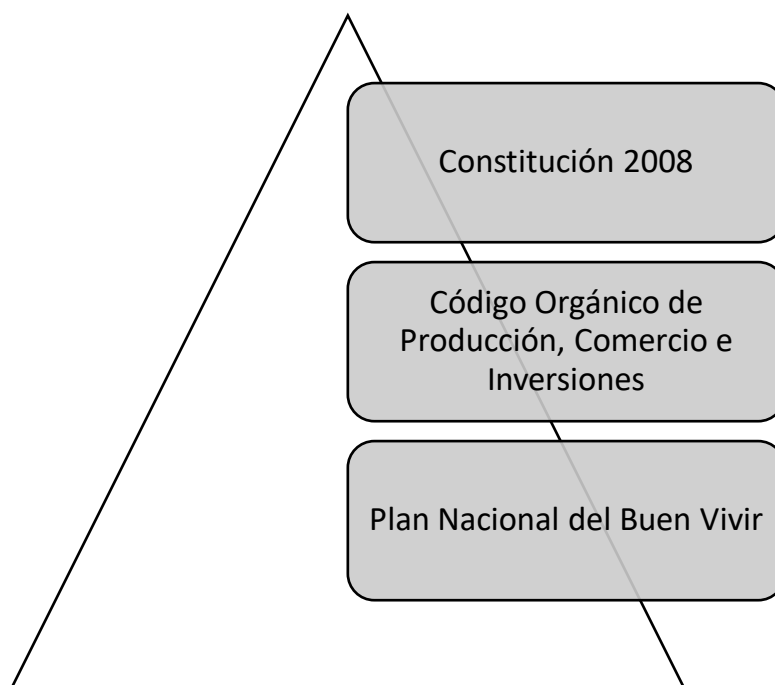 Constitución 2008
Código Orgánico de
Producción, Comercio e
Inversiones
Plan Nacional del Buen Vivir